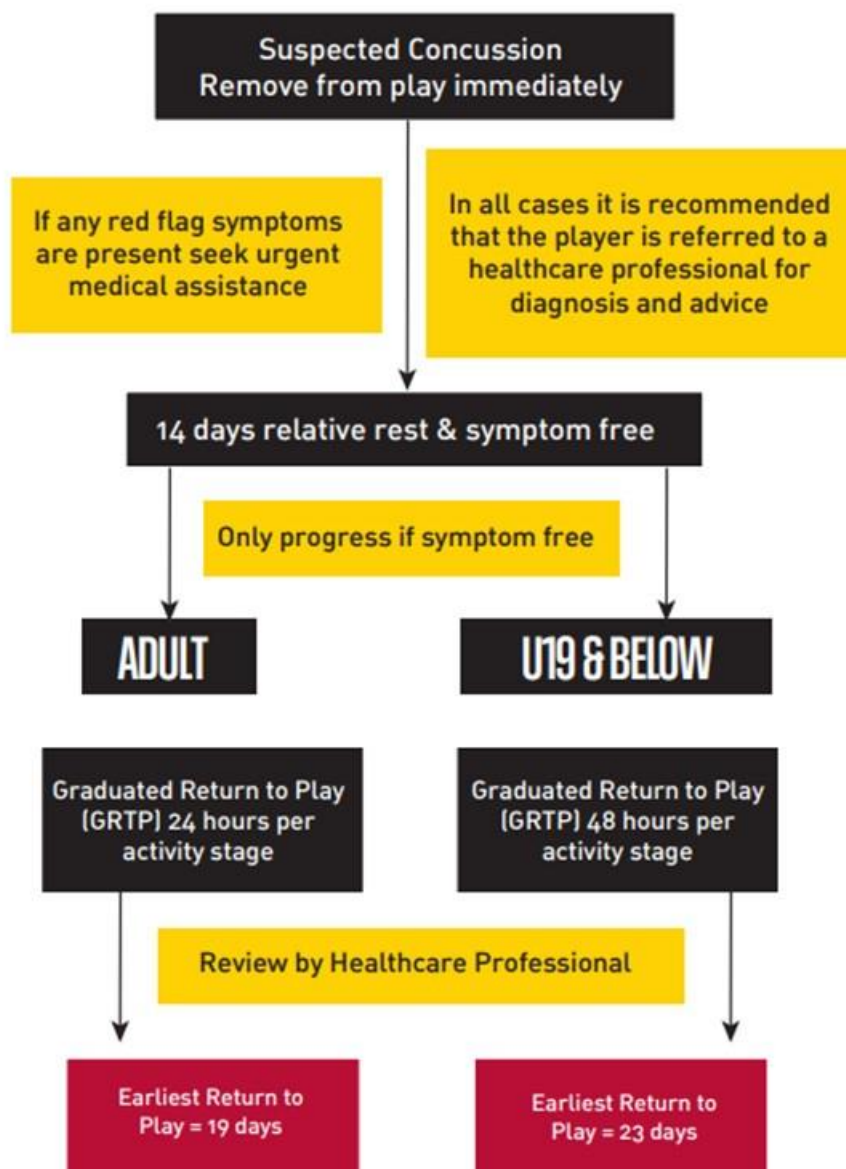 Suspected Concussion
Remove from play immediately
If any red flag symptoms
are present seek urgent
medical assistance
In all cases it is recommended
that the player is referred to a
healthcare professional for
diagnosis and advice
14 days relative rest & symptom free
Only progress if symptom free
ADULT
U19 & BELOW
Graduated Return to Play
(GRTP) 24 hours per
activity stage
Graduated Return to Play
(GRTP) 48 hours per
activity stage
Review by Healthcare Professional
Earliest Return to
Play = 19 days
Earliest Return to
Play = 23 days